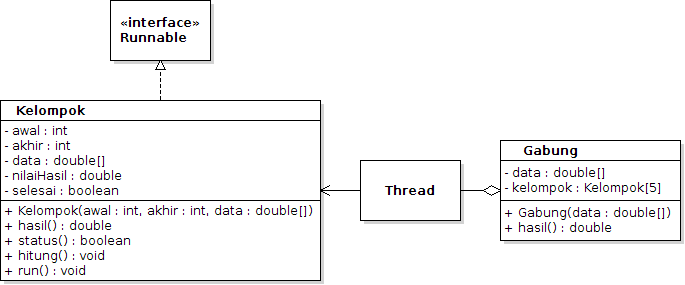 «interface»
Runnable
Kelompok
- awal : int
- akhir : int
- data : double[]
- nilaiHasil : double
- selesai : boolean
+ Kelompok(awal : int, akhir : int, data : double[])
+ hasil() : double
+ status() : boolean
+ hitung() : void
+ run() : void
Thread
Gabung
- data : double[]
- kelompok : Kelompok[5]
+ Gabung(data : double[])
+ hasil() : double